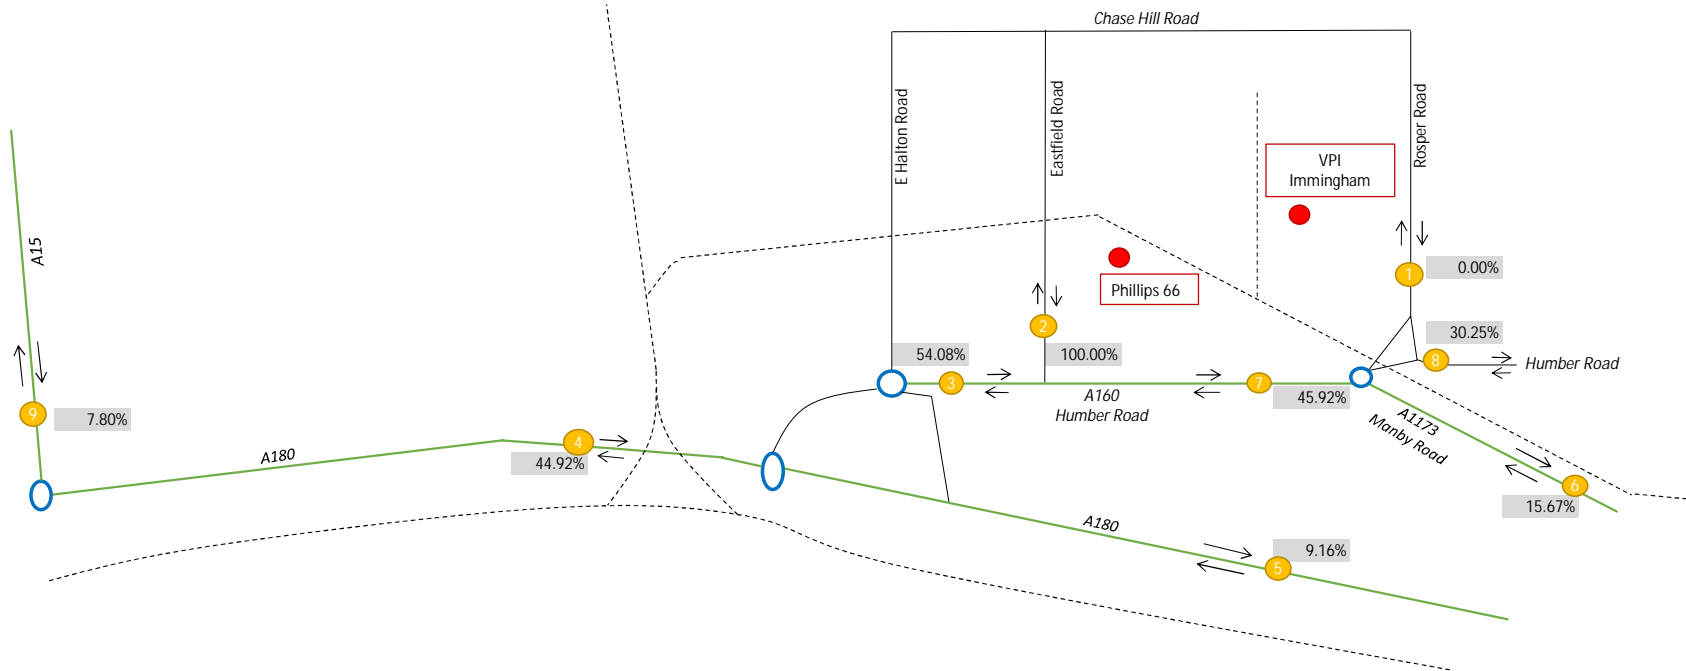 Chase Hill Road
E Halton Road
Eastfield Road
Rosper Road
VPI
Immingham
A15
Phillips 66
1
0.00%
2
30.25%
54.08%
100.00%
8
Humber Road
3
7
A160
Humber Road
45.92%
9
7.80%
A1173
Manby Road
4
44.92%
A180
6
15.67%
A180
9.16%
5